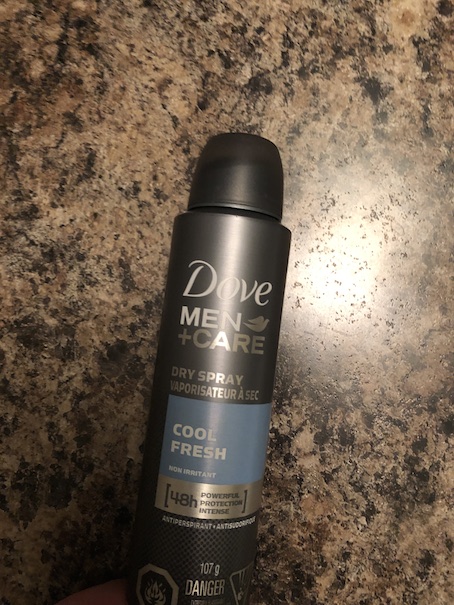 Dove
MEN
+CARE
DRY SPRAY
VAPORISATEUR À SEC
COOL
FRESH
NON IRRITANT
48h POWERFUL
PROTECTION
INTENSE
ANTIPERSPIRANT • ANTISUDORIFIQUE
107 g
DANGER